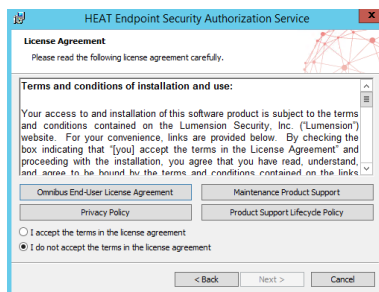 HEAT Endpoint Security Authorization Service
x
License Agreement
Please read the following license agreement carefully.
Terms and conditions of installation and use:
Your access to and installation of this software product is subject to the terms
and conditions contained on the Lumension Security, Inc. ("Lumension")
website. For your convenience, links are provided below. By checking the
box indicating that "[you] accept the terms in the License Agreement" and
proceeding with the installation, you agree that you have read, understand,
and agree to be bound by the terms and conditions contained on the links
Omnibus End-User License Agreement
Maintenance Product Support
Privacy Policy
Product Support Lifecycle Policy
I accept the terms in the license agreement
I do not accept the terms in the license agreement
< Back
Next >
Cancel